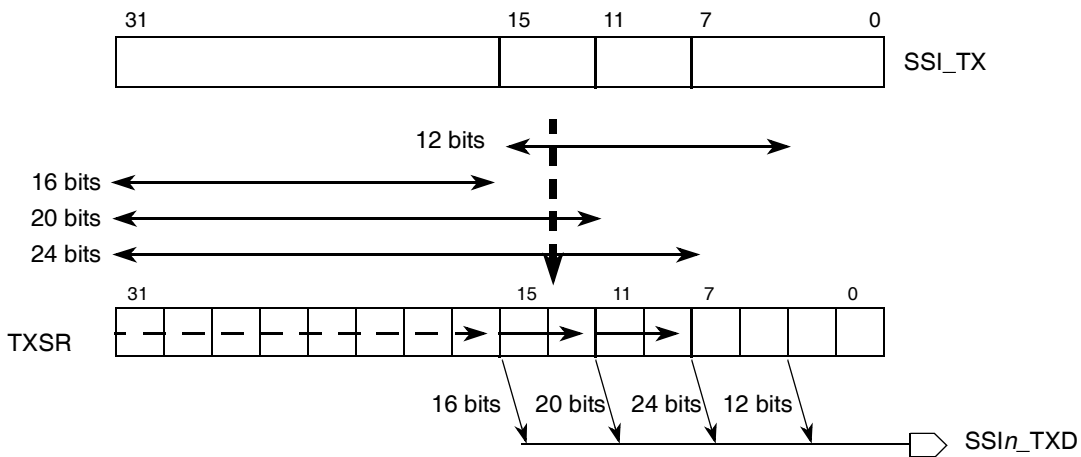 31 15 11 7 0
SSI_TX
12 bits
16 bits
20 bits
24 bits
31 15 11 7 0
TXSR
16 bits 20 bits 24 bits 12 bits
SSIn_TXD